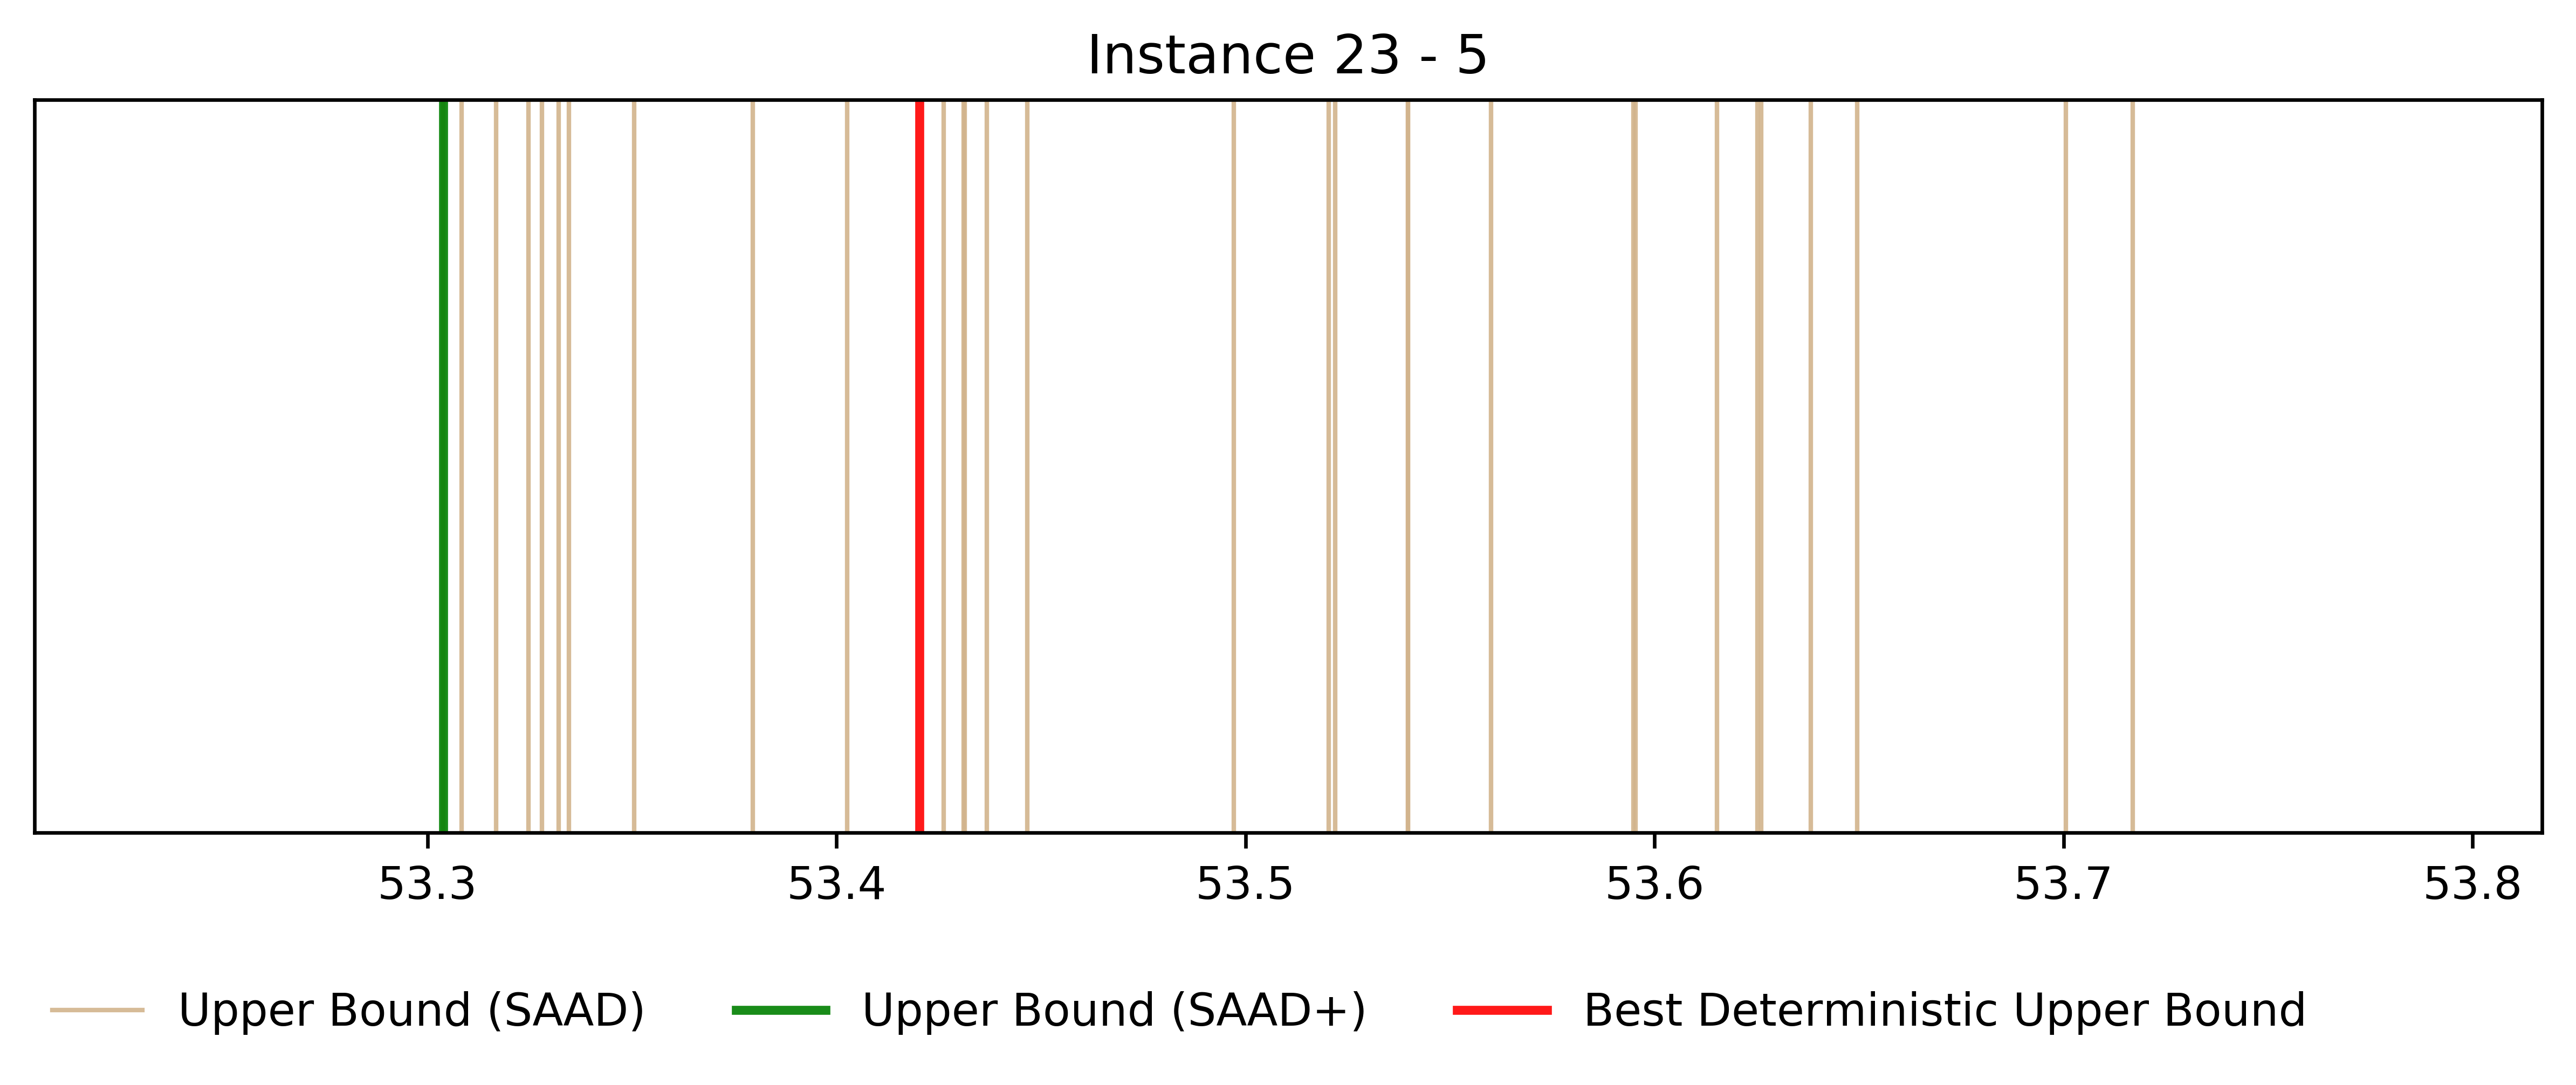 Instance 23 - 5
53.3 53.4 53.5 53.6 53.7 53.8
Upper Bound (SAAD) Upper Bound (SAAD+) Best Deterministic Upper Bound